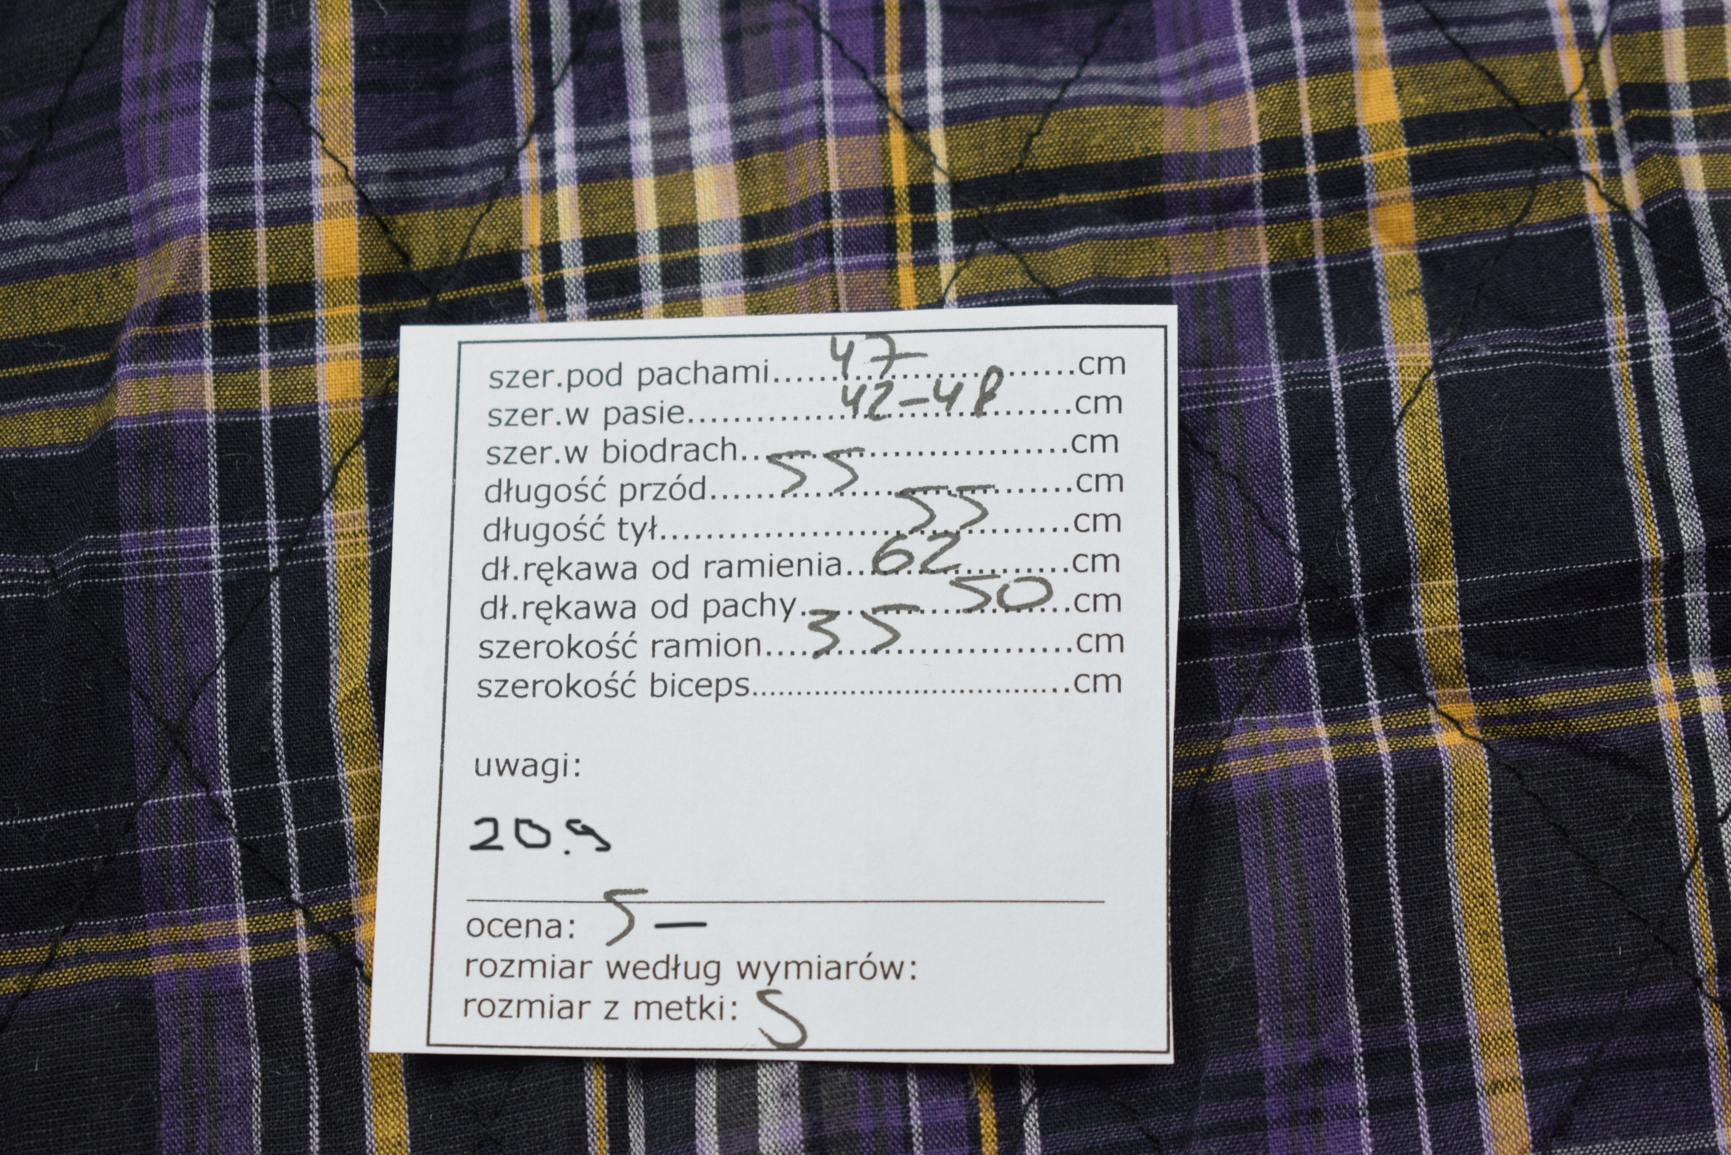 szer.pod pachami......47......cm
szer.w pasie......42-48......cm
szer.w biodrach......cm
długość przód......55......cm
długość tył......55......cm
dł.rękawa od ramienia..62......cm
dł.rękawa od pachy......50..cm
szerokość ramion....35......cm
szerokość biceps......cm
uwagi:
20.9
ocena: 5-
rozmiar według wymiarów:
rozmiar z metki: S